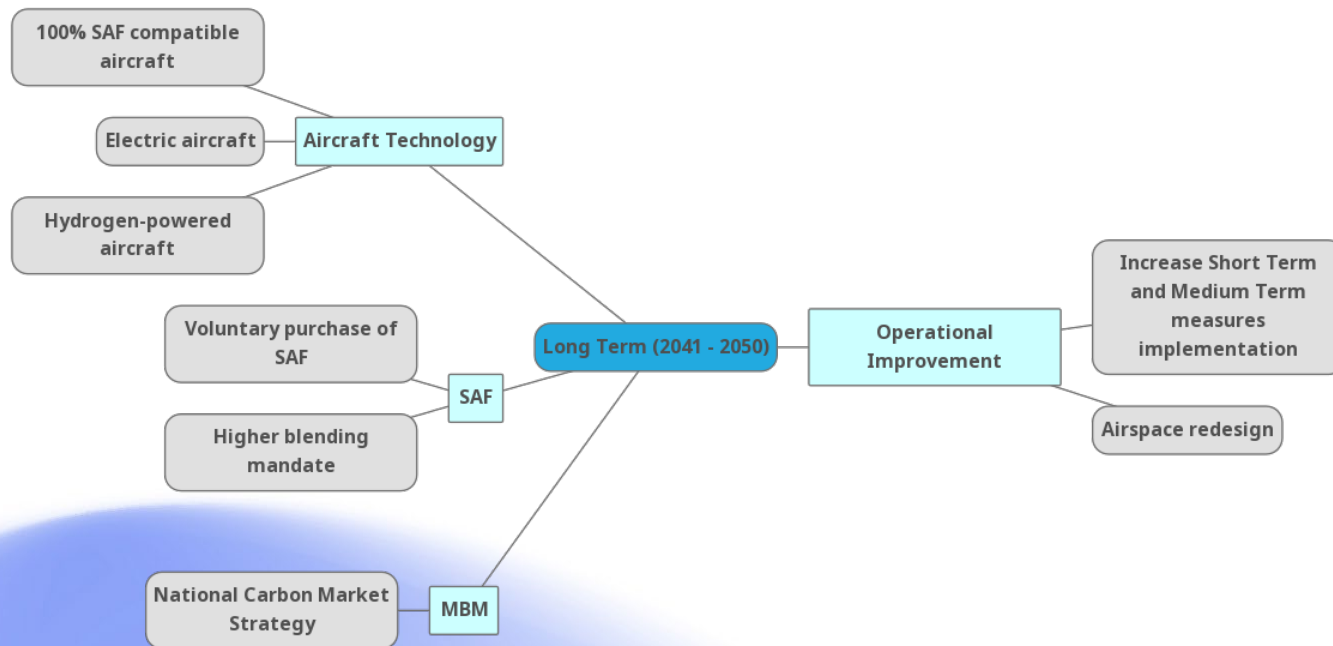 100% SAF compatible
aircraft
Electric aircraft
Aircraft Technology
Hydrogen-powered
aircraft
Voluntary purchase of
SAF
SAF
Higher blending
mandate
National Carbon Market
Strategy
MBM
Long Term (2041 - 2050)
Operational
Improvement
Increase Short Term
and Medium Term
measures
implementation
Airspace redesign